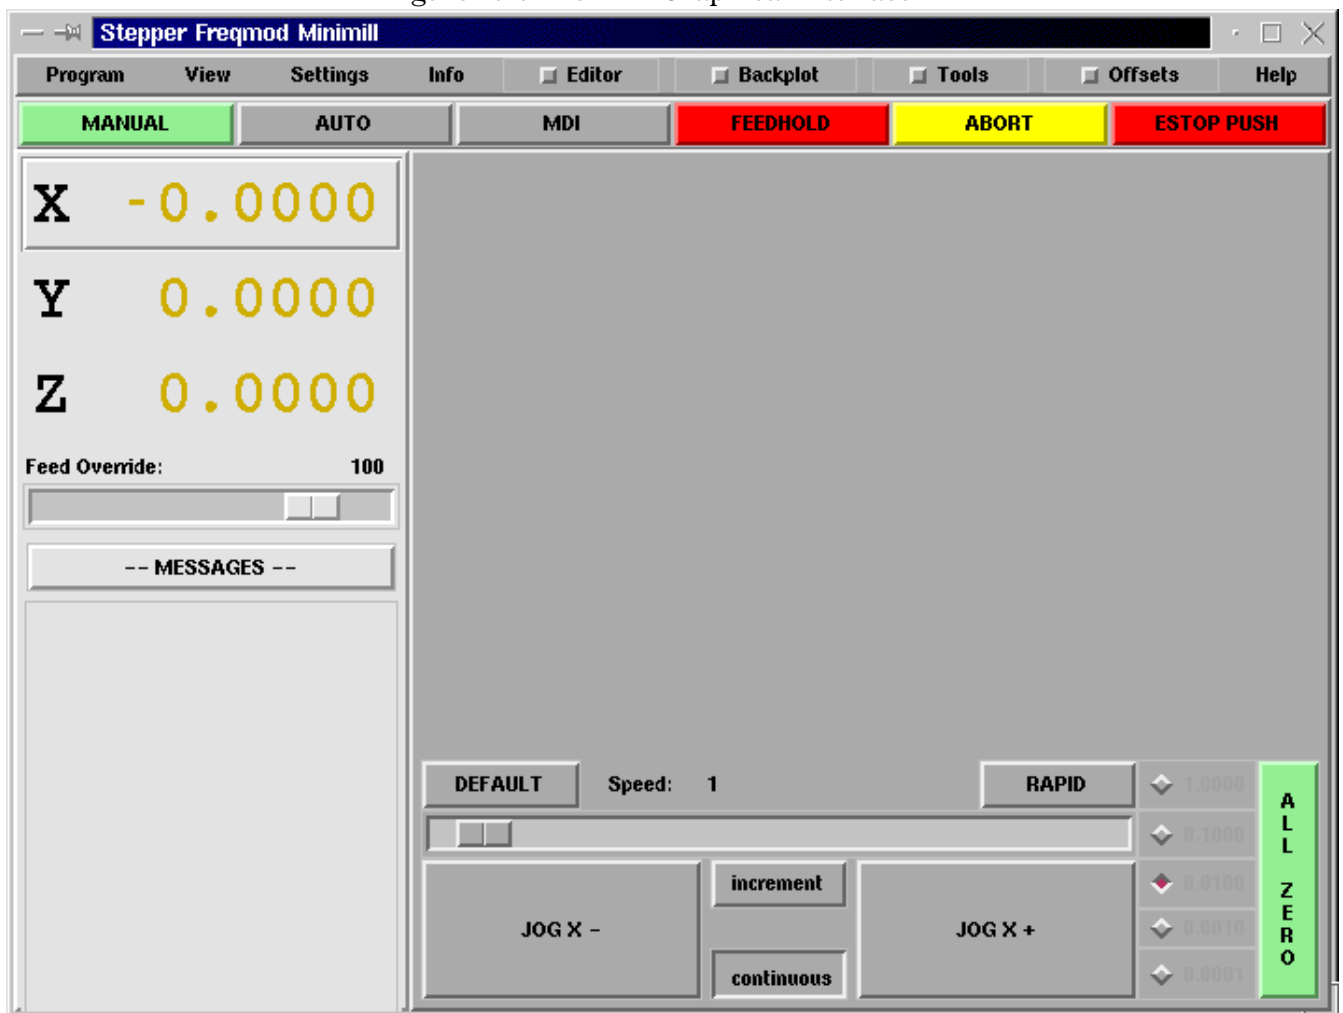 Stepper Freqmod Minimill
Program View Settings Info Editor Backplot Tools Offsets Help
MANUAL AUTO MDI FEEDHOLD ABORT ESTOP PUSH
X -0.0000
Y 0.0000
Z 0.0000
Feed Override: 100
-- MESSAGES --
DEFAULT Speed: 1 RAPID
1.0000
0.1000
0.0100
0.0010
0.0001
JOG X -
increment
continuous
JOG X +
ALL ZERO